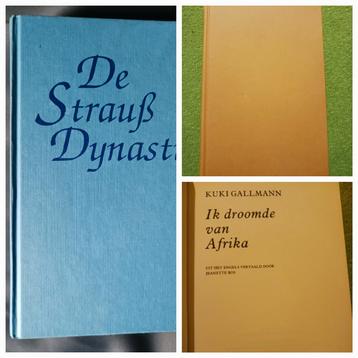 De
Strauß
Dynasti
KUKI GALLMANN
Ik droomde
van
Afrika
UIT HET ENGELS VERTAALD DOOR
JEANETTE BOS